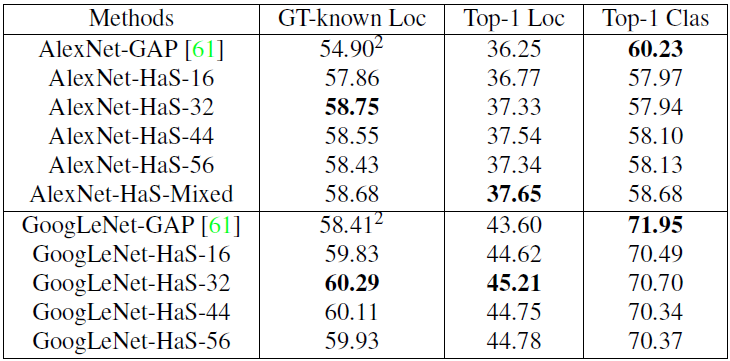 Methods GT-known Loc Top-1 Loc Top-1 Clas
AlexNet-GAP [61] 54.90² 36.25 60.23
AlexNet-HaS-16 57.86 36.77 57.97
AlexNet-HaS-32 58.75 37.33 57.94
AlexNet-HaS-44 58.55 37.54 58.10
AlexNet-HaS-56 58.43 37.34 58.13
AlexNet-HaS-Mixed 58.68 37.65 58.68
GoogLeNet-GAP [61] 58.41² 43.60 71.95
GoogLeNet-HaS-16 59.83 44.62 70.49
GoogLeNet-HaS-32 60.29 45.21 70.70
GoogLeNet-HaS-44 60.11 44.75 70.34
GoogLeNet-HaS-56 59.93 44.78 70.37